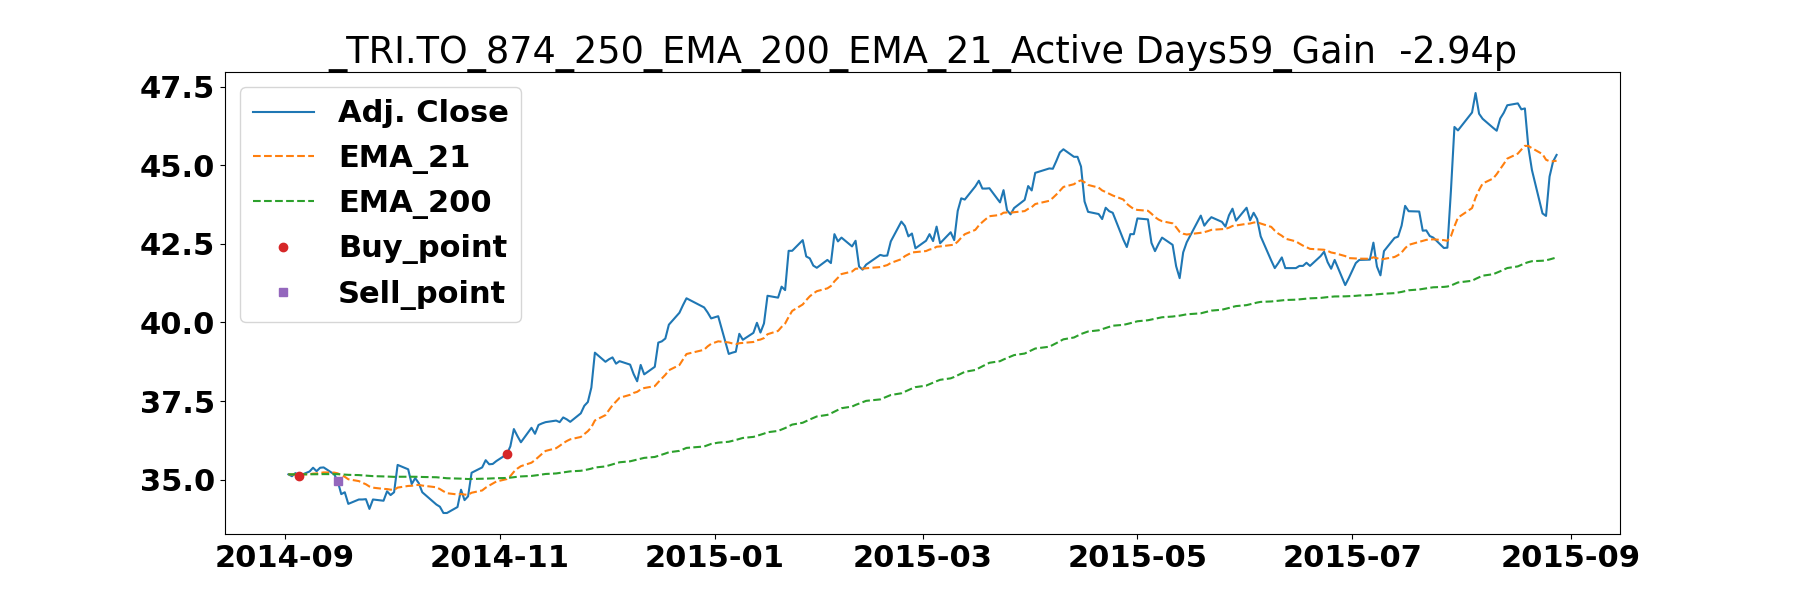 _TRI.TO_874_250_EMA_200_EMA_21_Active Days59_Gain  -2.94p
47.5
45.0
42.5
40.0
37.5
35.0
Adj. Close
EMA_21
EMA_200
Buy_point
Sell_point
2014-09 2014-11 2015-01 2015-03 2015-05 2015-07 2015-09